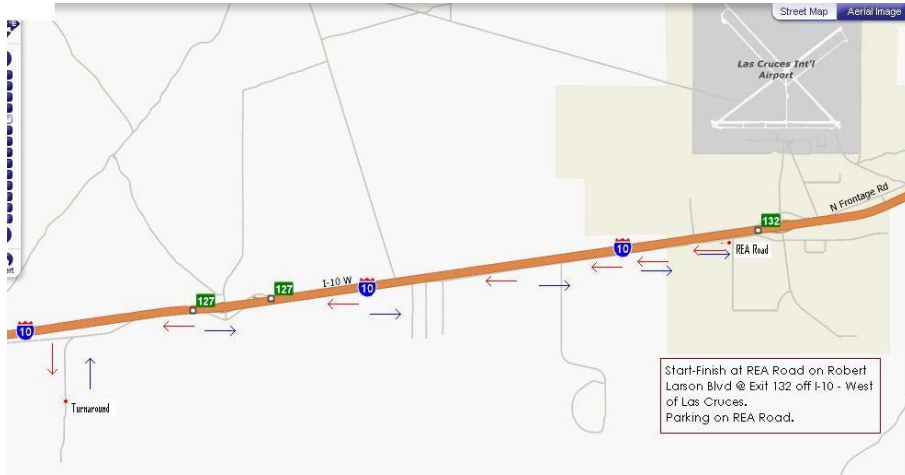 Street Map
Aerial Image
Las Cruces Int'l
Airport
N Frontage Rd
132
REA Road
10
I-10 W
10
127
127
10
Turnaround
Start-Finish at REA Road on Robert
Larson Blvd @ Exit 132 off I-10 - West
of Las Cruces.
Parking on REA Road.